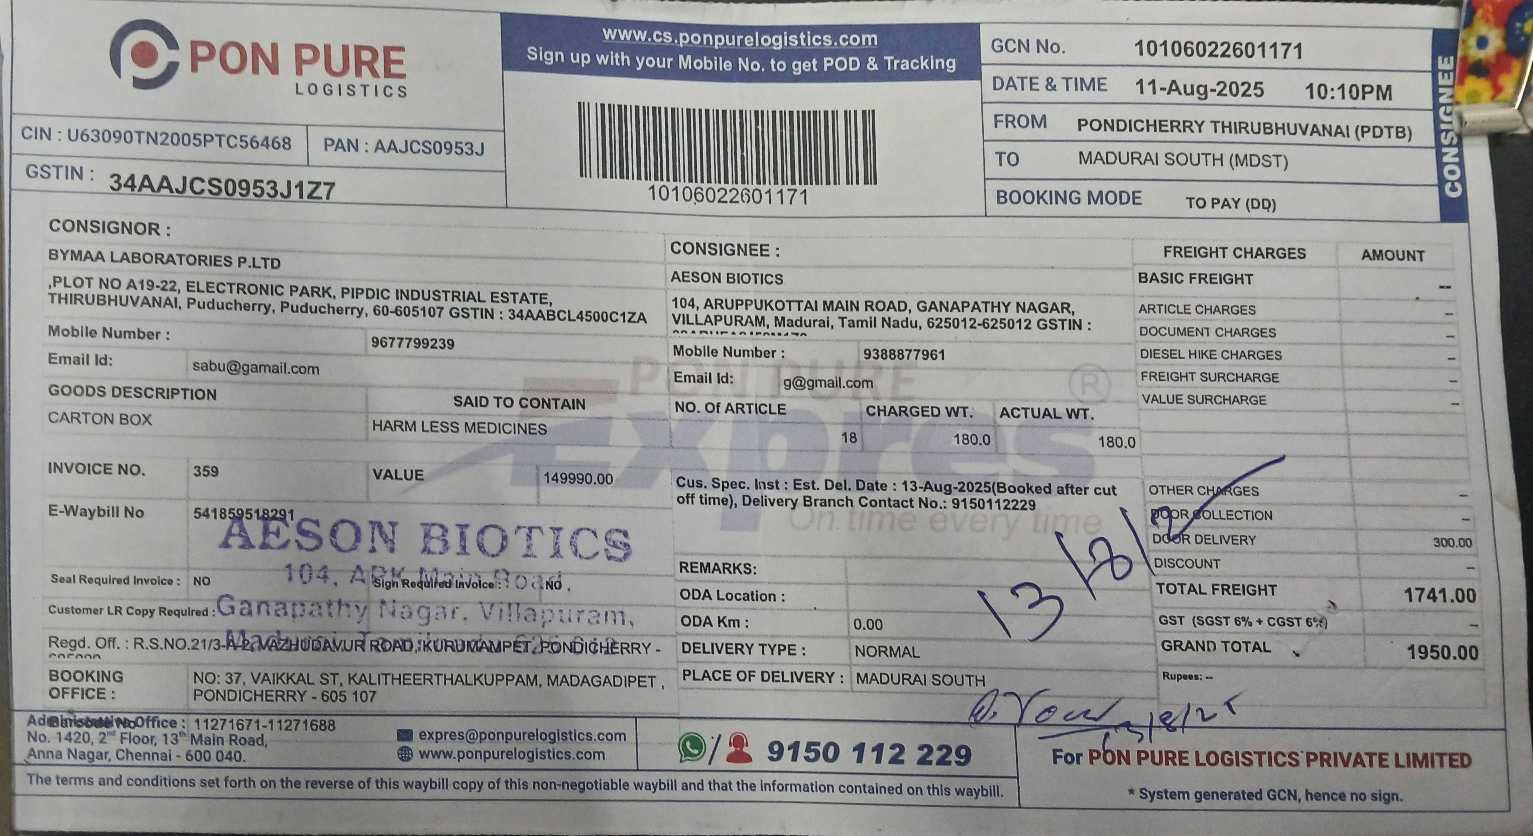 PON PURE
LOGISTICS
CIN : U63090TN2005PTC56468
PAN : AAJCS0953J
GSTIN : 34AAJCS0953J1Z7
www.cs.ponpurelogistics.com
Sign up with your Mobile No. to get POD & Tracking
10106022601171
GCN No. 10106022601171
DATE & TIME 11-Aug-2025 10:10PM
FROM PONDICHERRY THIRUBHUVANAI (PDTB)
TO MADURAI SOUTH (MDST)
BOOKING MODE TO PAY (DD)
CONSIGNEE
CONSIGNOR :
BYMAA LABORATORIES P.LTD
,PLOT NO A19-22, ELECTRONIC PARK, PIPDIC INDUSTRIAL ESTATE,
THIRUBHUVANAI, Puducherry, Puducherry, 60-605107 GSTIN : 34AABCL4500C1ZA
Mobile Number : 9677799239
Email Id: sabu@gamail.com
GOODS DESCRIPTION SAID TO CONTAIN
CARTON BOX HARM LESS MEDICINES
INVOICE NO. 359 VALUE 149990.00
E-Waybill No 541859518291
AESON BIOTICS
104, APK Main Road,
Ganapathy Nagar, Villapuram,
Seal Required Invoice : NO Sign Required Invoice : NO
Customer LR Copy Required :
Regd. Off. : R.S.NO.21/3-A-2, MAZHUDAVUR ROAD, KURUMAMPET, PONDICHERRY -
BOOKING OFFICE : NO: 37, VAIKKAL ST, KALITHEERTHALKUPPAM, MADAGADIPET ,
PONDICHERRY - 605 107
CONSIGNEE :
AESON BIOTICS
104, ARUPPUKOTTAI MAIN ROAD, GANAPATHY NAGAR,
VILLAPURAM, Madurai, Tamil Nadu, 625012-625012 GSTIN :
Mobile Number : 9388877961
Email Id: g@gmail.com
NO. Of ARTICLE CHARGED WT. ACTUAL WT.
18 180.0 180.0
PON PURE
Expres ®
On time every time
Cus. Spec. Inst : Est. Del. Date : 13-Aug-2025(Booked after cut
off time), Delivery Branch Contact No.: 9150112229
REMARKS:
ODA Location :
ODA Km : 0.00
DELIVERY TYPE : NORMAL
PLACE OF DELIVERY : MADURAI SOUTH
FREIGHT CHARGES AMOUNT
BASIC FREIGHT --
ARTICLE CHARGES --
DOCUMENT CHARGES --
DIESEL HIKE CHARGES --
FREIGHT SURCHARGE --
VALUE SURCHARGE --
OTHER CHARGES --
DOOR COLLECTION --
DOOR DELIVERY 300.00
DISCOUNT --
TOTAL FREIGHT 1741.00
GST (SGST 6% + CGST 6%) --
GRAND TOTAL 1950.00
Rupees: --
13/8/2
13/8/25
Administrative Office : 11271671-11271688
No. 1420, 2nd Floor, 13th Main Road,
Anna Nagar, Chennai - 600 040.
expres@ponpurelogistics.com
www.ponpurelogistics.com
9150 112 229
For PON PURE LOGISTICS PRIVATE LIMITED
* System generated GCN, hence no sign.
The terms and conditions set forth on the reverse of this waybill copy of this non-negotiable waybill and that the information contained on this waybill.